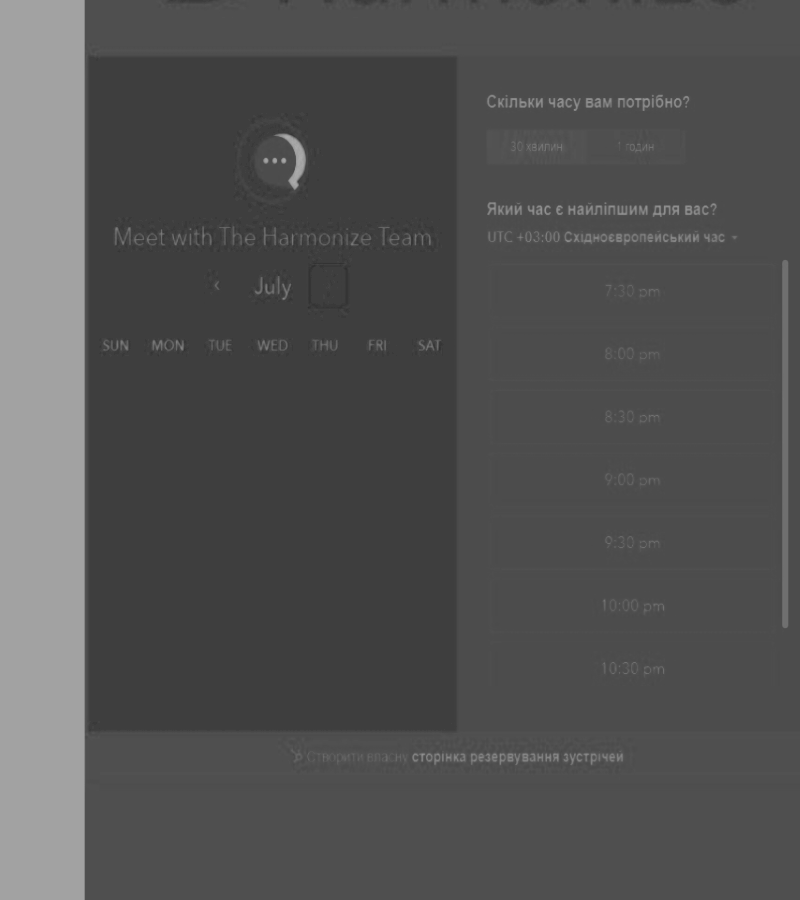 Meet with The Harmonize Team
‹ July
SUN MON TUE WED THU FRI SAT
Скільки часу вам потрібно?
30 хвилин 1 годин
Який час є найліпшим для вас?
UTC +03:00 Східноєвропейський час
7:30 pm
8:00 pm
8:30 pm
9:00 pm
9:30 pm
10:00 pm
10:30 pm
Створити власну сторінка резервування зустрічей